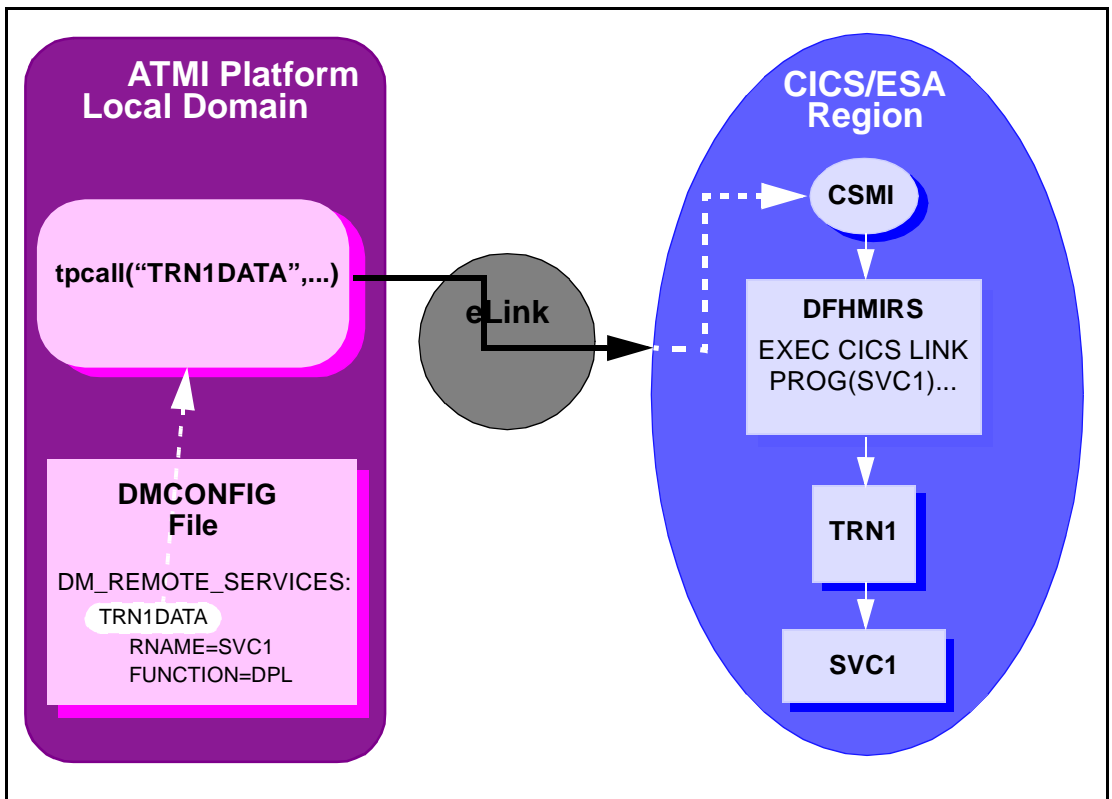 ATMI Platform
Local Domain
tpcall(“TRN1DATA”,...)
DMCONFIG
File
DM_REMOTE_SERVICES:
TRN1DATA
RNAME=SVC1
FUNCTION=DPL
eLink
CICS/ESA
Region
CSMI
DFHMIRS
EXEC CICS LINK
PROG(SVC1)...
TRN1
SVC1